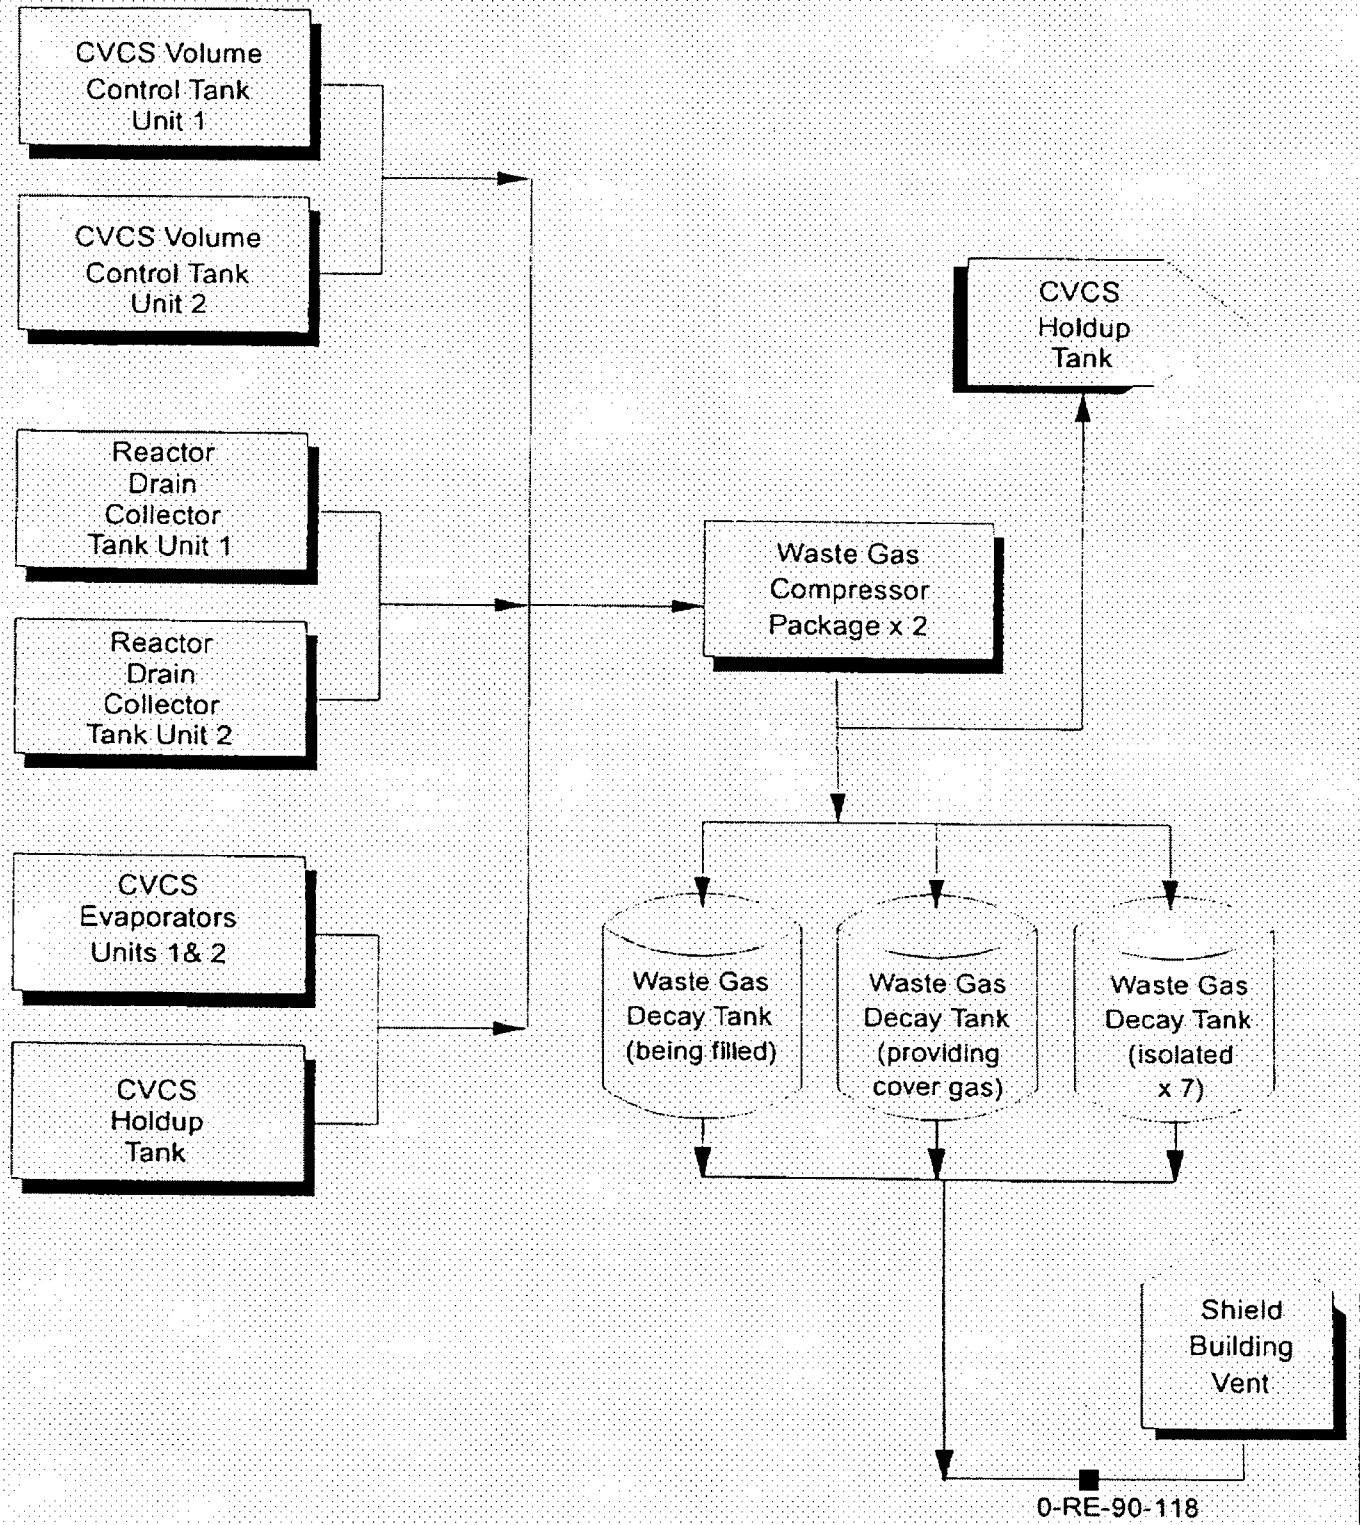 CVCS Volume
Control Tank
Unit 1
CVCS Volume
Control Tank
Unit 2
CVCS
Holdup
Tank
Reactor
Drain
Collector
Tank Unit 1
Waste Gas
Compressor
Package x 2
Reactor
Drain
Collector
Tank Unit 2
CVCS
Evaporators
Units 1& 2
Waste Gas
Decay Tank
(being filled)
Waste Gas
Decay Tank
(providing
cover gas)
Waste Gas
Decay Tank
(isolated
x 7)
CVCS
Holdup
Tank
Shield
Building
Vent
0-RE-90-118